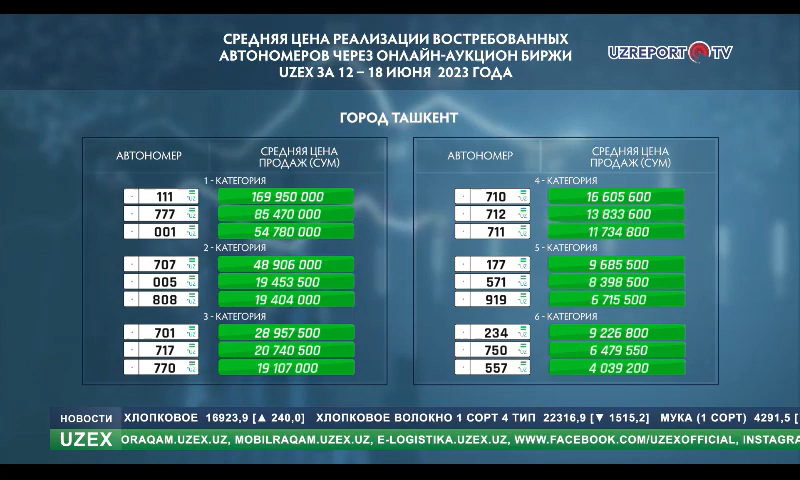 СРЕДНЯЯ ЦЕНА РЕАЛИЗАЦИИ ВОСТРЕБОВАННЫХ
АВТОНОМЕРОВ ЧЕРЕЗ ОНЛАЙН-АУКЦИОН БИРЖИ
UZEX ЗА 12 – 18 ИЮНЯ 2023 ГОДА
UZREPORT TV
ГОРОД ТАШКЕНТ
АВТОНОМЕР СРЕДНЯЯ ЦЕНА ПРОДАЖ (СУМ)
1 - КАТЕГОРИЯ
111 169 950 000
777 85 470 000
001 54 780 000
2 - КАТЕГОРИЯ
707 48 906 000
005 19 453 500
808 19 404 000
3 - КАТЕГОРИЯ
701 28 957 500
717 20 740 500
770 19 107 000
АВТОНОМЕР СРЕДНЯЯ ЦЕНА ПРОДАЖ (СУМ)
4 - КАТЕГОРИЯ
710 16 605 600
712 13 833 600
711 11 734 800
5 - КАТЕГОРИЯ
177 9 685 500
571 8 398 500
919 6 715 500
6 - КАТЕГОРИЯ
234 9 226 800
750 6 479 550
557 4 039 200
НОВОСТИ ХЛОПКОВОЕ 16923,9 [▲ 240,0] ХЛОПКОВОЕ ВОЛОКНО 1 СОРТ 4 ТИП 22316,9 [▼ 1515,2] МУКА (1 СОРТ) 4291,5 [
UZEX ORAQAM.UZEX.UZ, MOBILRAQAM.UZEX.UZ, E-LOGISTIKA.UZEX.UZ, WWW.FACEBOOK.COM/UZEXOFFICIAL, INSTAGRA